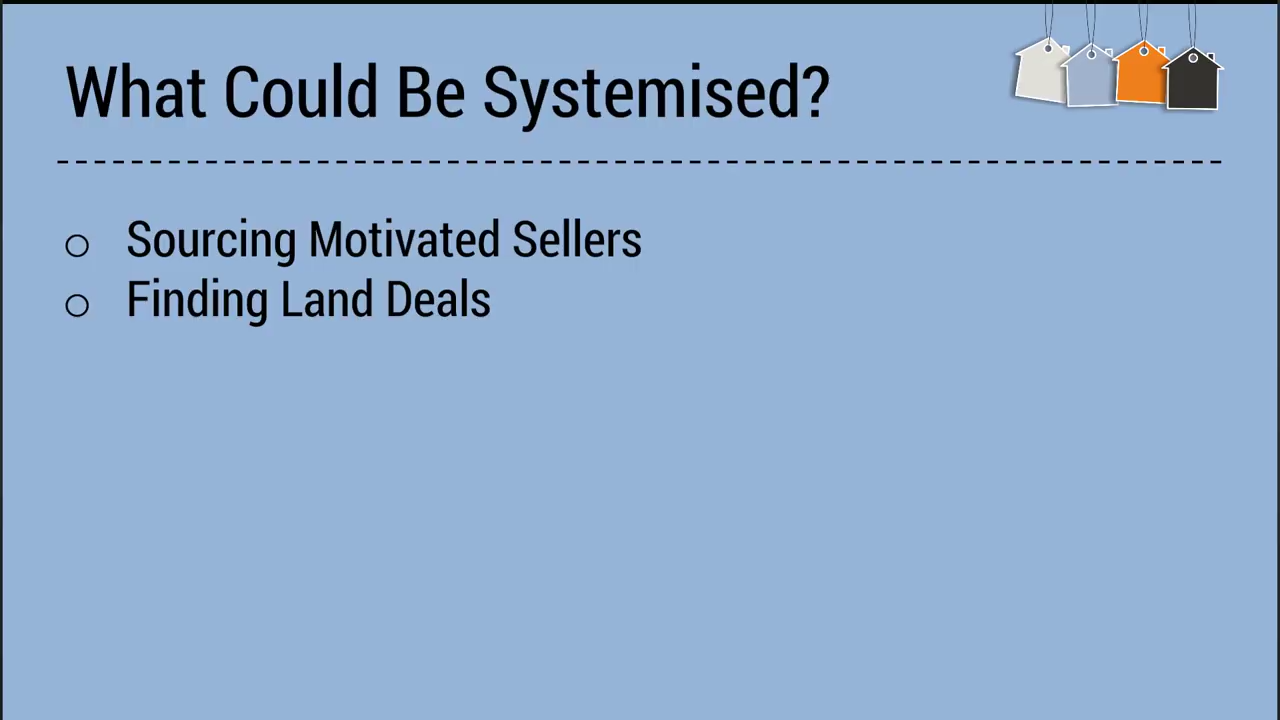 What Could Be Systemised?
Sourcing Motivated Sellers
Finding Land Deals